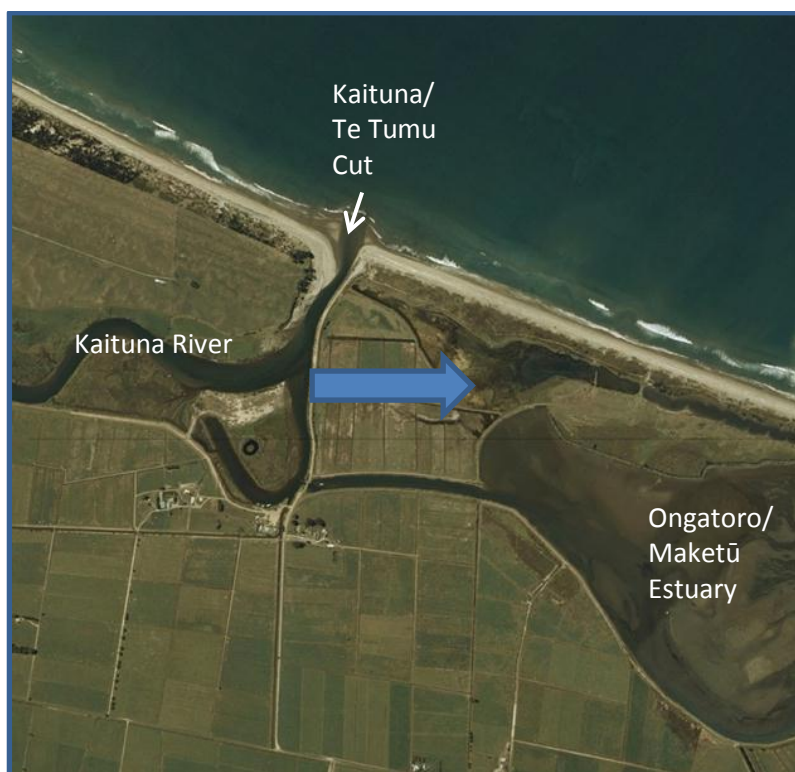 Kaituna/
Te Tumu
Cut
Kaituna River
Ongatoro/
Maketū
Estuary